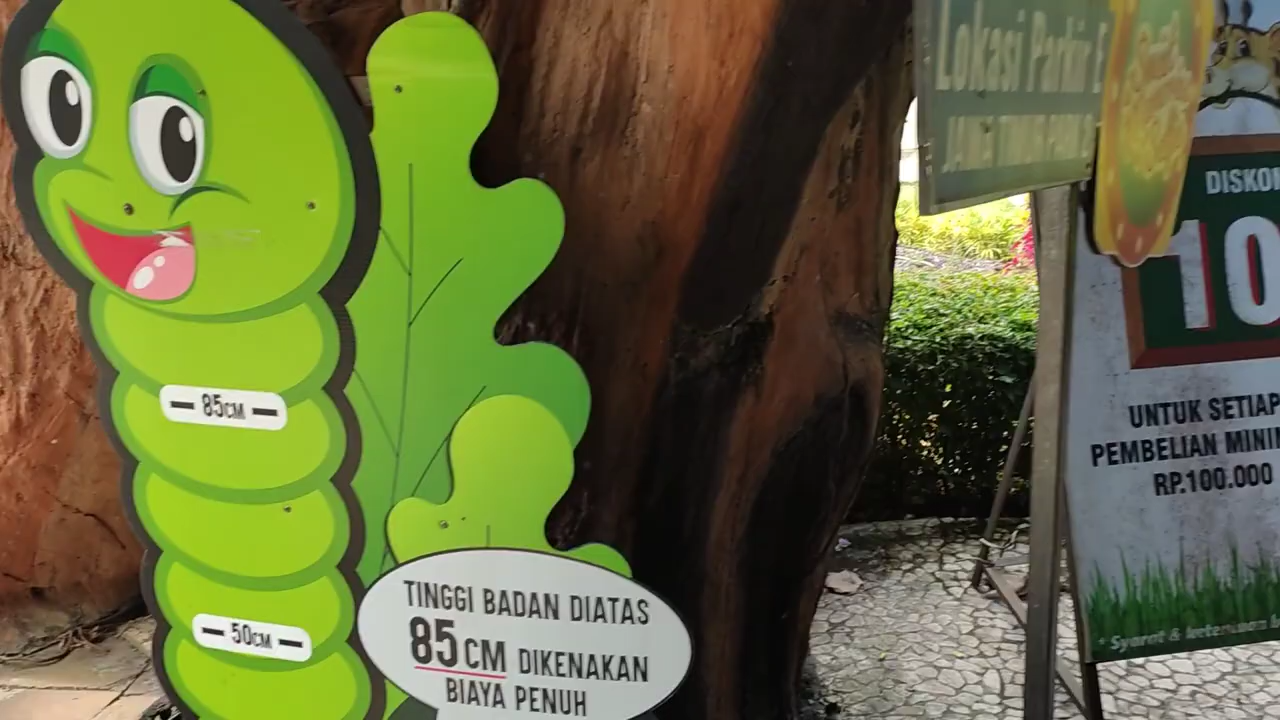 85CM
50CM
TINGGI BADAN DIATAS
85CM DIKENAKAN
BIAYA PENUH
Lokasi Parkir
DISKON
10
UNTUK SETIAP
PEMBELIAN
RP.100.000
* Syarat &